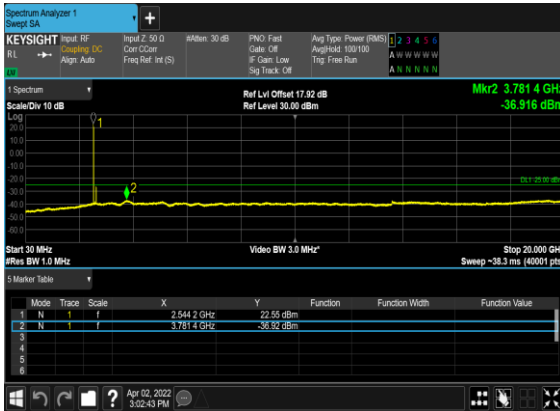 Spectrum Analyzer 1
Swept SA
KEYSIGHT
RL
Input: RF
Coupling: DC
Align: Auto
Input Z: 50 Ω
Corr CCorr
Freq Ref: Int (S)
#Atten: 30 dB
PNO: Fast
Gate: Off
IF Gain: Low
Sig Track: Off
Avg Type: Power (RMS)
Avg|Hold: 100/100
Trig: Free Run
1 2 3 4 5 6
A W W W W W
A N N N N N
1 Spectrum
Scale/Div 10 dB
Ref Lvl Offset 17.92 dB
Ref Level 30.00 dBm
Mkr2 3.781 4 GHz
-36.916 dBm
Log
20.0
10.0
0.00
-10.0
-20.0
-30.0
-40.0
-50.0
-60.0
1
2
DL1 -25.00 dBm
Start 30 MHz
#Res BW 1.0 MHz
Video BW 3.0 MHz*
Stop 20.000 GHz
Sweep ~38.3 ms (40001 pts)
5 Marker Table
Mode Trace Scale X Y Function Function Width Function Value
1 N 1 f 2.544 2 GHz 22.55 dBm
2 N 1 f 3.781 4 GHz -36.92 dBm
3
4
5
6
?
Apr 02, 2022
3:02:43 PM